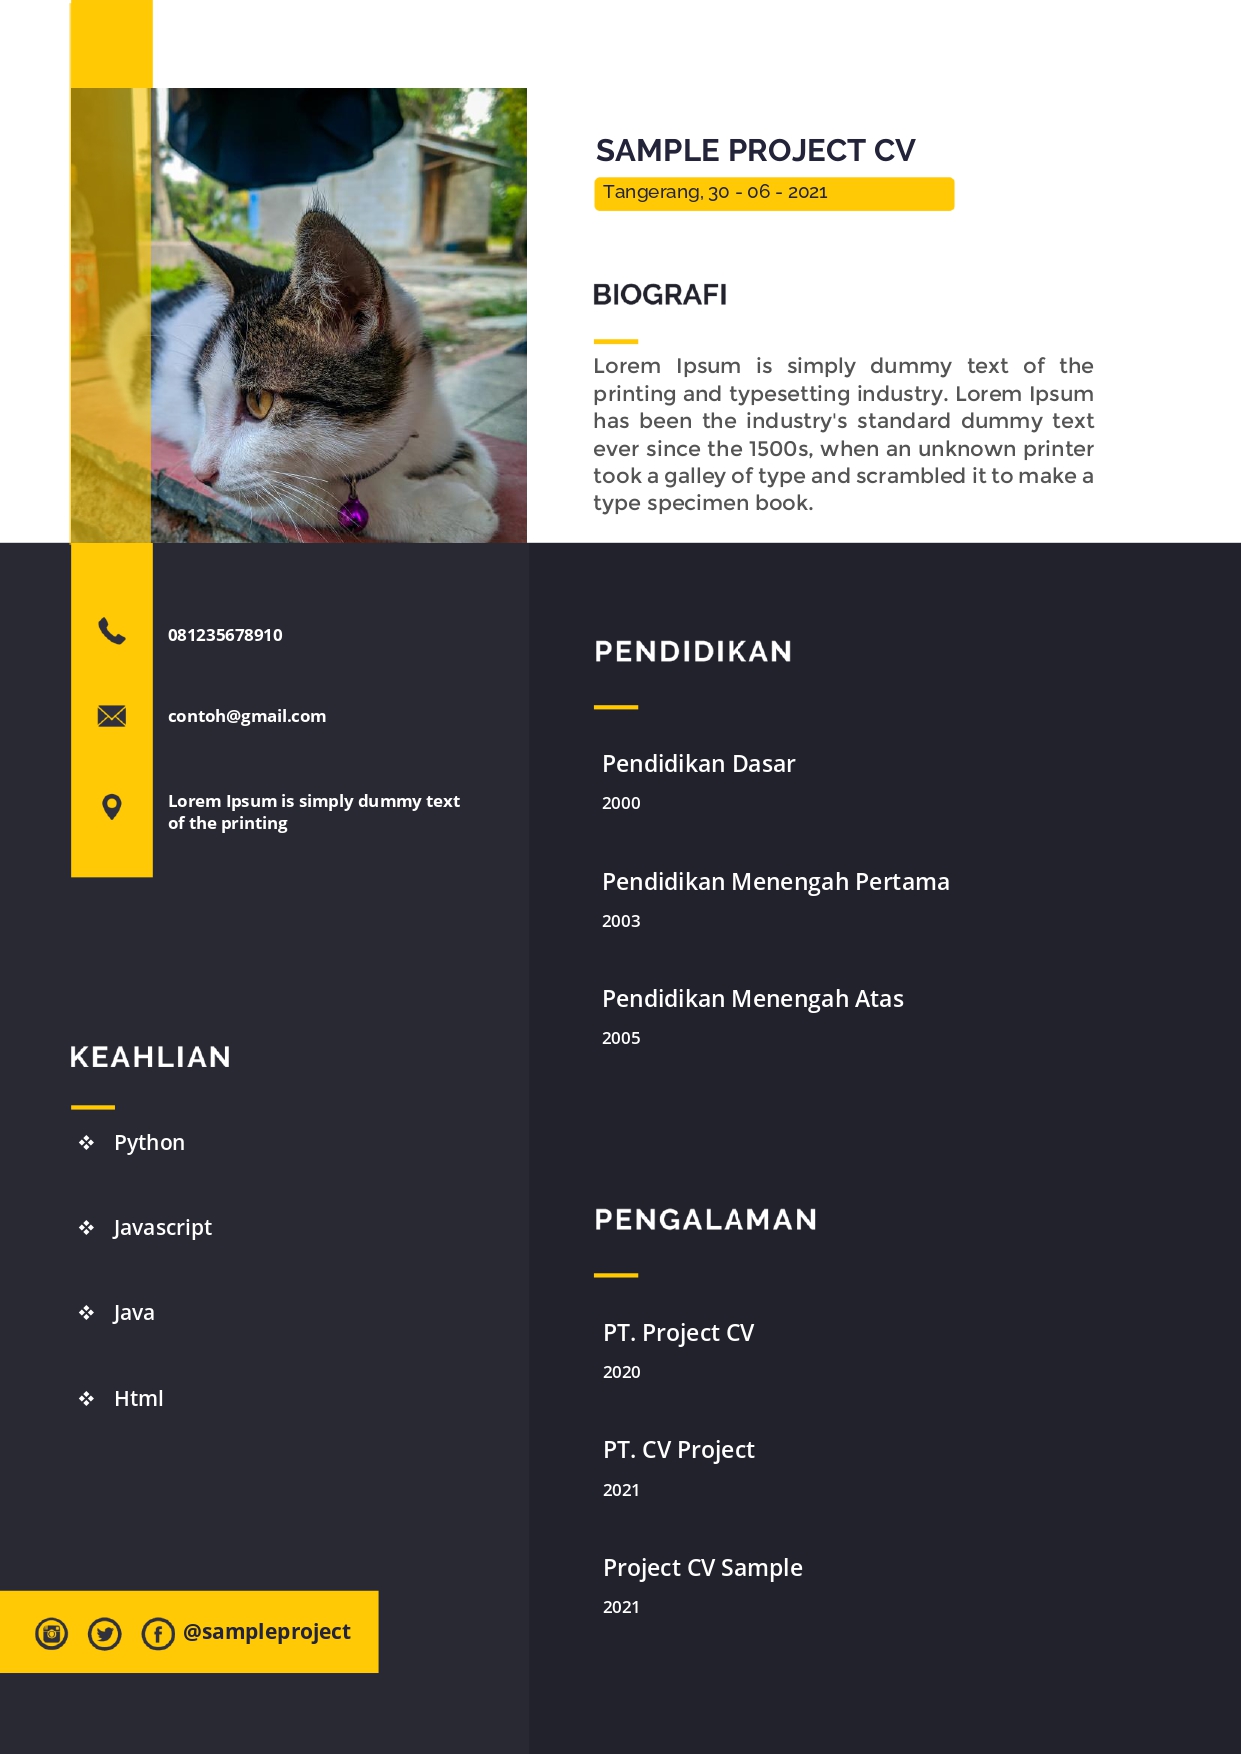 SAMPLE PROJECT CV
Tangerang, 30 - 06 - 2021
BIOGRAFI
Lorem Ipsum is simply dummy text of the
printing and typesetting industry. Lorem Ipsum
has been the industry's standard dummy text
ever since the 1500s, when an unknown printer
took a galley of type and scrambled it to make a
type specimen book.
081235678910
contoh@gmail.com
Lorem Ipsum is simply dummy text
of the printing
KEAHLIAN
❖ Python
❖ Javascript
❖ Java
❖ Html
@sampleproject
PENDIDIKAN
Pendidikan Dasar
2000
Pendidikan Menengah Pertama
2003
Pendidikan Menengah Atas
2005
PENGALAMAN
PT. Project CV
2020
PT. CV Project
2021
Project CV Sample
2021